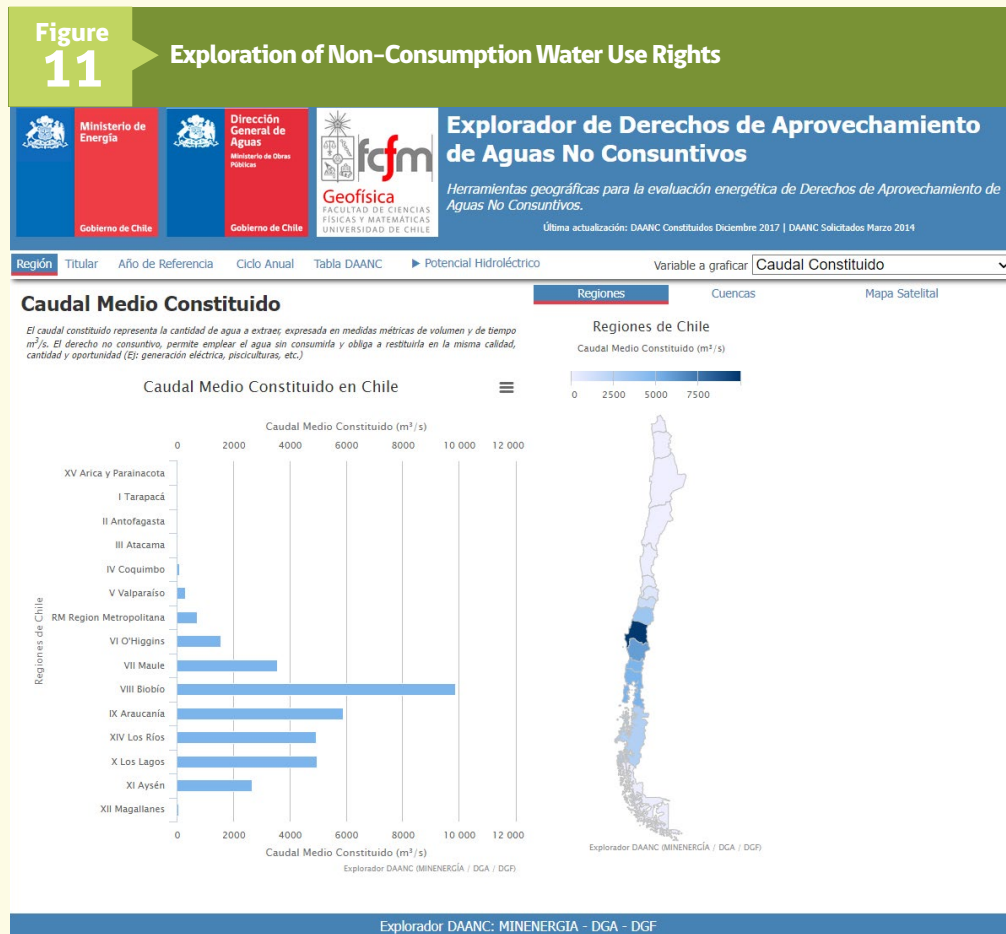 Figure
11
Exploration of Non-Consumption Water Use Rights
Ministerio de
Energía
Gobierno de Chile
Dirección
General de
Aguas
Ministerio de Obras
Públicas
Gobierno de Chile
fcfm
Geofísica
FACULTAD DE CIENCIAS
FÍSICAS Y MATEMÁTICAS
UNIVERSIDAD DE CHILE
Explorador de Derechos de Aprovechamiento
de Aguas No Consuntivos
Herramientas geográficas para la evaluación energética de Derechos de Aprovechamiento de
Aguas No Consuntivos.
Última actualización: DAANC Constituidos Diciembre 2017 | DAANC Solicitados Marzo 2014
Región Titular Año de Referencia Ciclo Anual Tabla DAANC ▶ Potencial Hidroléctrico Variable a graficar Caudal Constituido
Caudal Medio Constituido
El caudal constituido representa la cantidad de agua a extraer, expresada en medidas métricas de volumen y de tiempo
m³/s. El derecho no consuntivo, permite emplear el agua sin consumirla y obliga a restituirla en la misma calidad,
cantidad y oportunidad (Ej: generación eléctrica, pisciculturas, etc.)
Caudal Medio Constituido en Chile
Caudal Medio Constituido (m³/s)
0 2000 4000 6000 8000 10 000 12 000
Regiones de Chile
XV Arica y Parainacota
I Tarapacá
II Antofagasta
III Atacama
IV Coquimbo
V Valparaíso
RM Region Metropolitana
VI O'Higgins
VII Maule
VIII Biobío
IX Araucanía
XIV Los Ríos
X Los Lagos
XI Aysén
XII Magallanes
0 2000 4000 6000 8000 10 000 12 000
Caudal Medio Constituido (m³/s)
Explorador DAANC (MINENERGÍA / DGA / DGF)
Regiones Cuencas Mapa Satelital
Regiones de Chile
Caudal Medio Constituido (m³/s)
0 2500 5000 7500
Explorador DAANC (MINENERGÍA / DGA / DGF)
Explorador DAANC: MINENERGIA - DGA - DGF